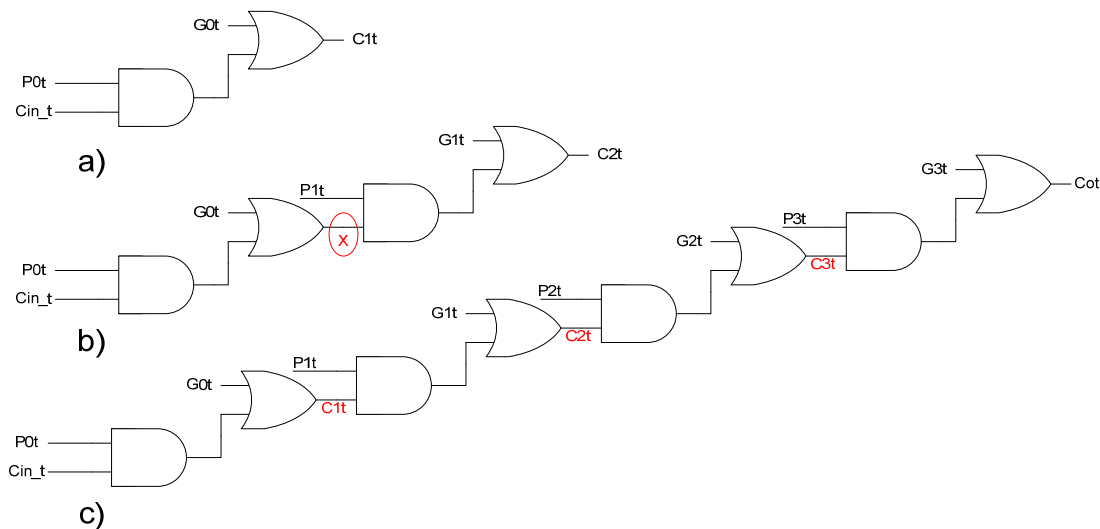 G0t
C1t
P0t
Cin_t
a)
G1t
C2t
P1t
G0t
X
P0t
Cin_t
b)
G3t
Cot
P3t
G2t
C3t
P2t
G1t
C2t
P1t
G0t
C1t
P0t
Cin_t
c)